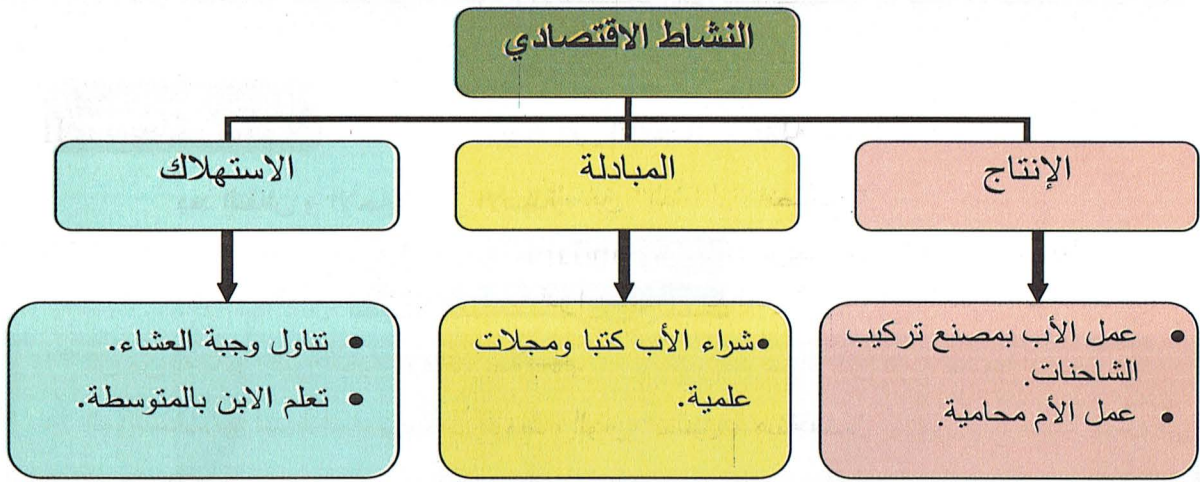 النشاط الاقتصادي
الإنتاج
المبادلة
الاستهلاك
• عمل الأب بمصنع تركيب
الشاحنات.
• عمل الأم محامية.
•شراء الأب كتبا ومجلات
علمية.
• تناول وجبة العشاء.
• تعلم الابن بالمتوسطة.